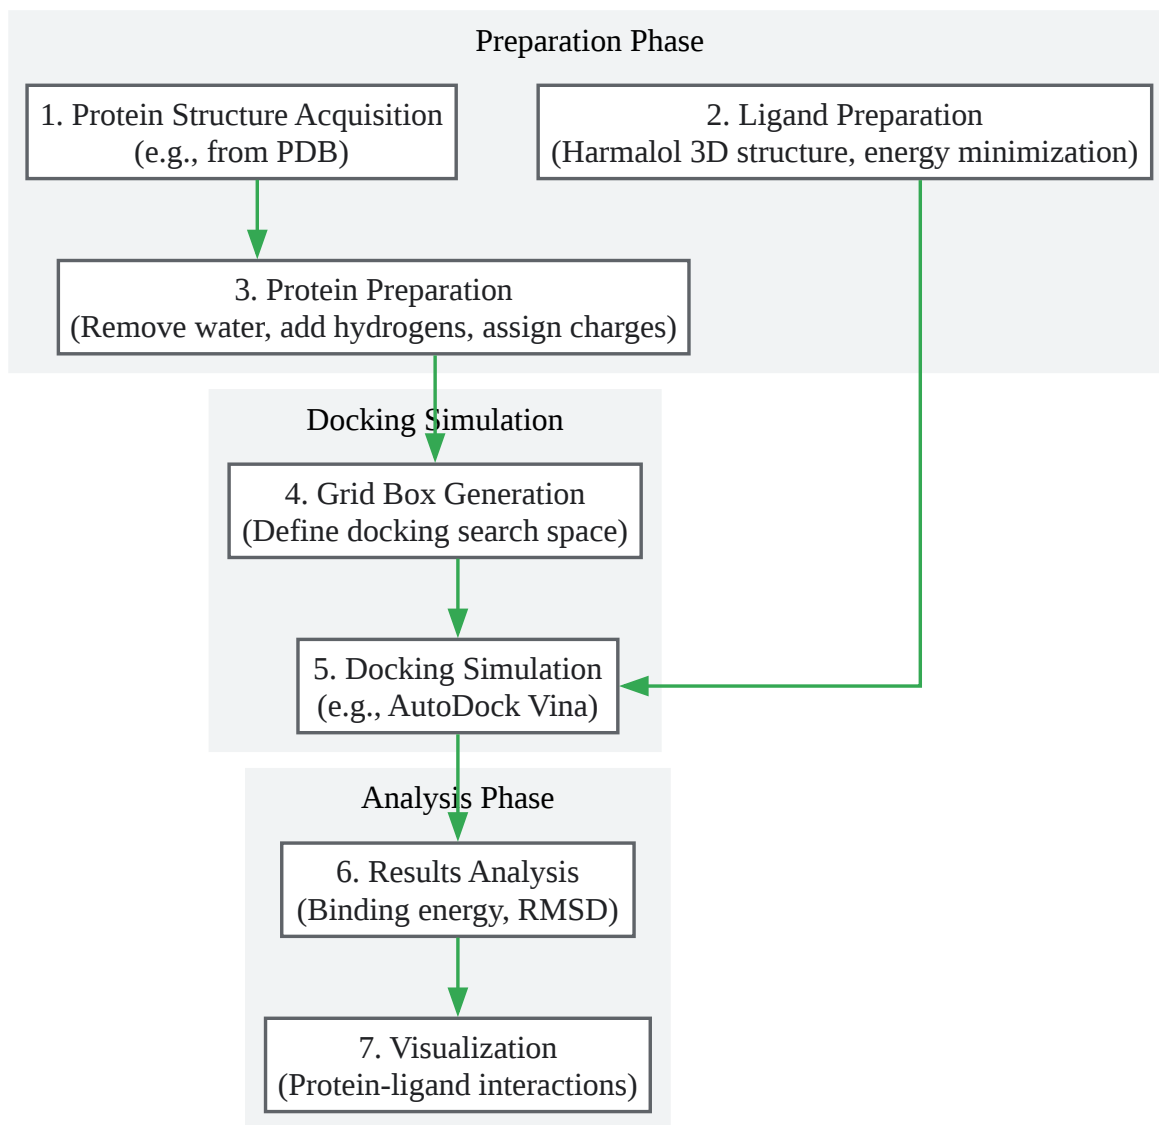 Preparation Phase
1. Protein Structure Acquisition
(e.g., from PDB)
2. Ligand Preparation
(Harmalol 3D structure, energy minimization)
3. Protein Preparation
(Remove water, add hydrogens, assign charges)
Docking Simulation
4. Grid Box Generation
(Define docking search space)
5. Docking Simulation
(e.g., AutoDock Vina)
Analysis Phase
6. Results Analysis
(Binding energy, RMSD)
7. Visualization
(Protein-ligand interactions)